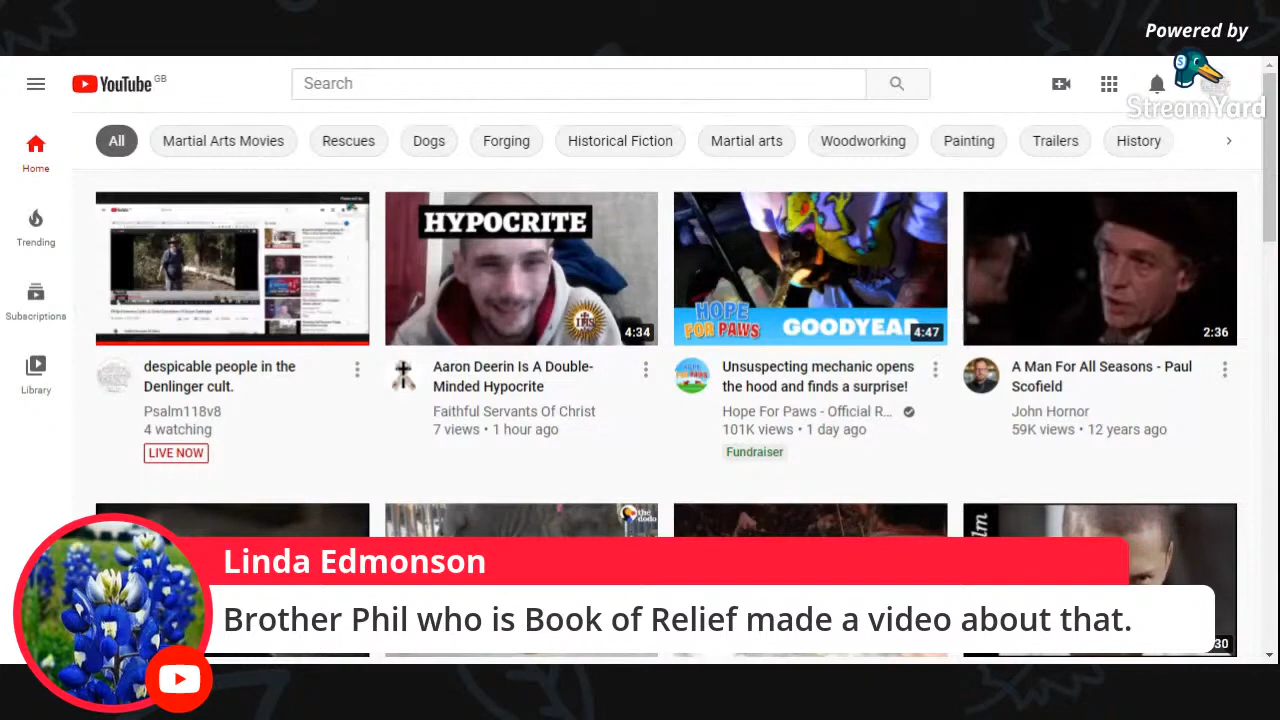 Powered by
StreamYard
YouTube GB
Search
All
Martial Arts Movies
Rescues
Dogs
Forging
Historical Fiction
Martial arts
Woodworking
Painting
Trailers
History
Home
Trending
Subscriptions
Library
HYPOCRITE
IHS
4:34
HOPE
FOR PAWS
GOODYEAR
4:47
2:36
despicable people in the
Denlinger cult.
Psalm118v8
4 watching
LIVE NOW
Aaron Deerin Is A Double-
Minded Hypocrite
Faithful Servants Of Christ
7 views • 1 hour ago
Unsuspecting mechanic opens
the hood and finds a surprise!
Hope For Paws - Official R...
101K views • 1 day ago
Fundraiser
A Man For All Seasons - Paul
Scofield
John Hornor
59K views • 12 years ago
the
dodo
30
Linda Edmonson
Brother Phil who is Book of Relief made a video about that.